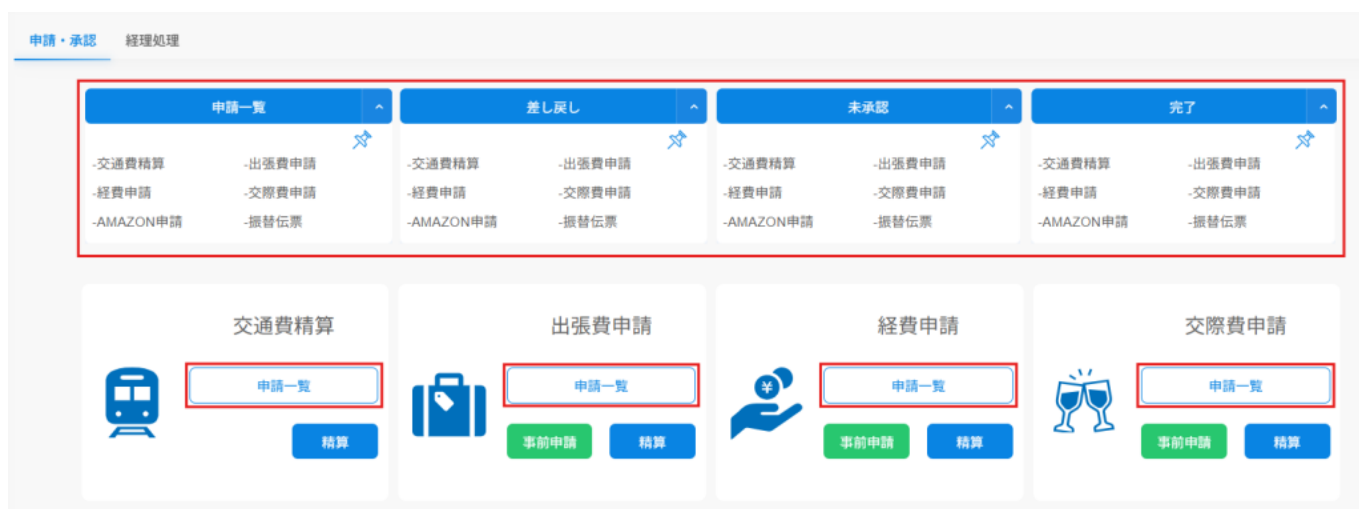 申請・承認 経理処理
申請一覧 差し戻し 未承認 完了
-交通費精算 -出張費申請 -交通費精算 -出張費申請 -交通費精算 -出張費申請 -交通費精算 -出張費申請
-経費申請 -交際費申請 -経費申請 -交際費申請 -経費申請 -交際費申請 -経費申請 -交際費申請
-AMAZON申請 -振替伝票 -AMAZON申請 -振替伝票 -AMAZON申請 -振替伝票 -AMAZON申請 -振替伝票
交通費精算 出張費申請 経費申請 交際費申請
申請一覧 申請一覧 ¥ 申請一覧 申請一覧
精算 事前申請 精算 事前申請 精算 事前申請 精算